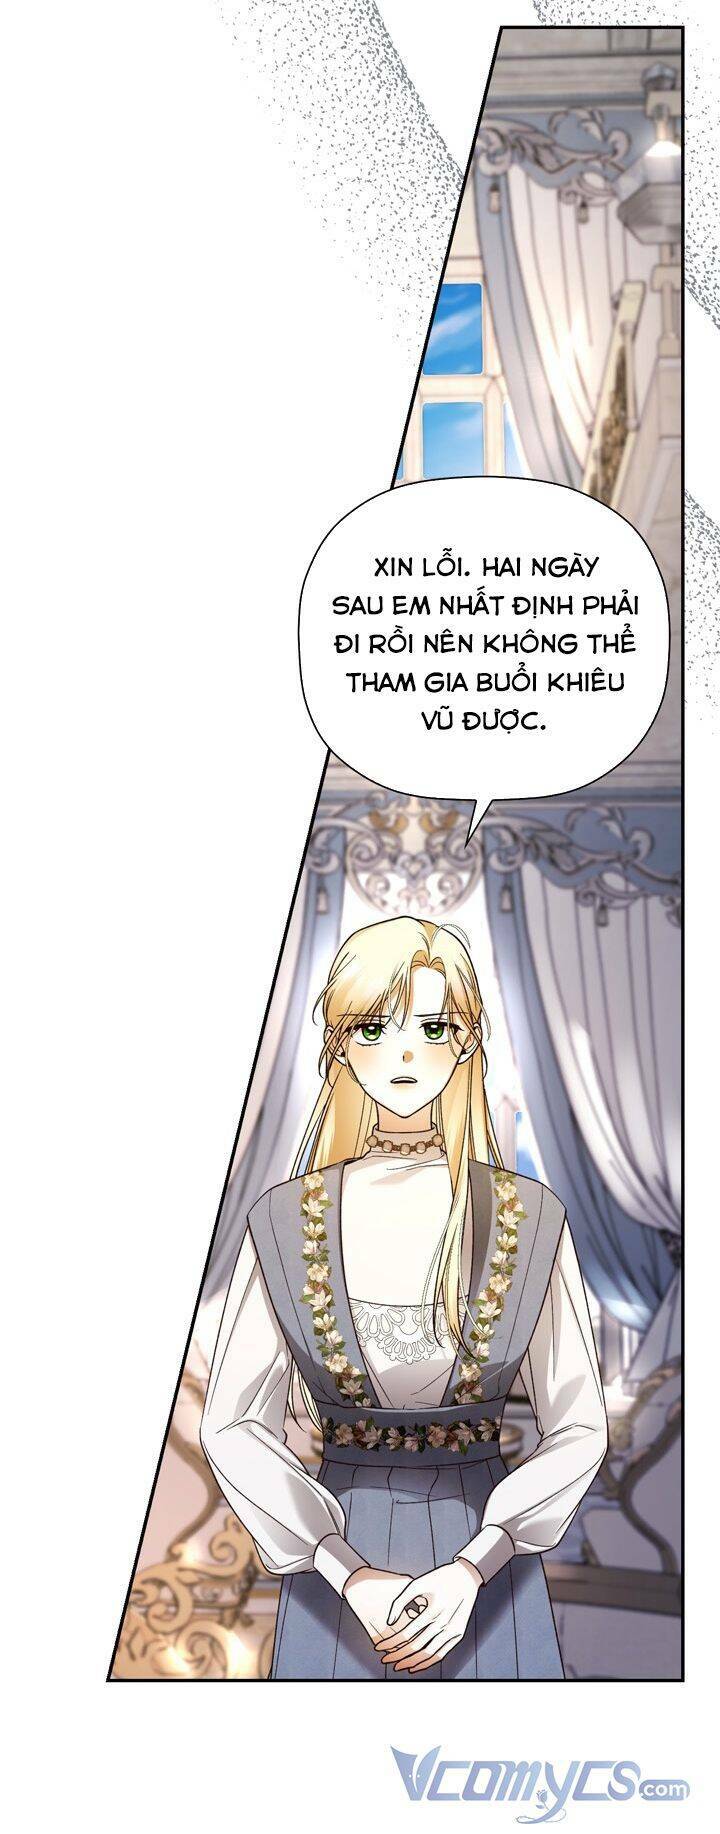 XIN LỖI. HAI NGÀY
SAU EM NHẤT ĐỊNH PHẢI
ĐI RỒI NÊN KHÔNG THỂ
THAM GIA BUỔI KHIÊU
VŨ ĐƯỢC.
VCOMYCS.com